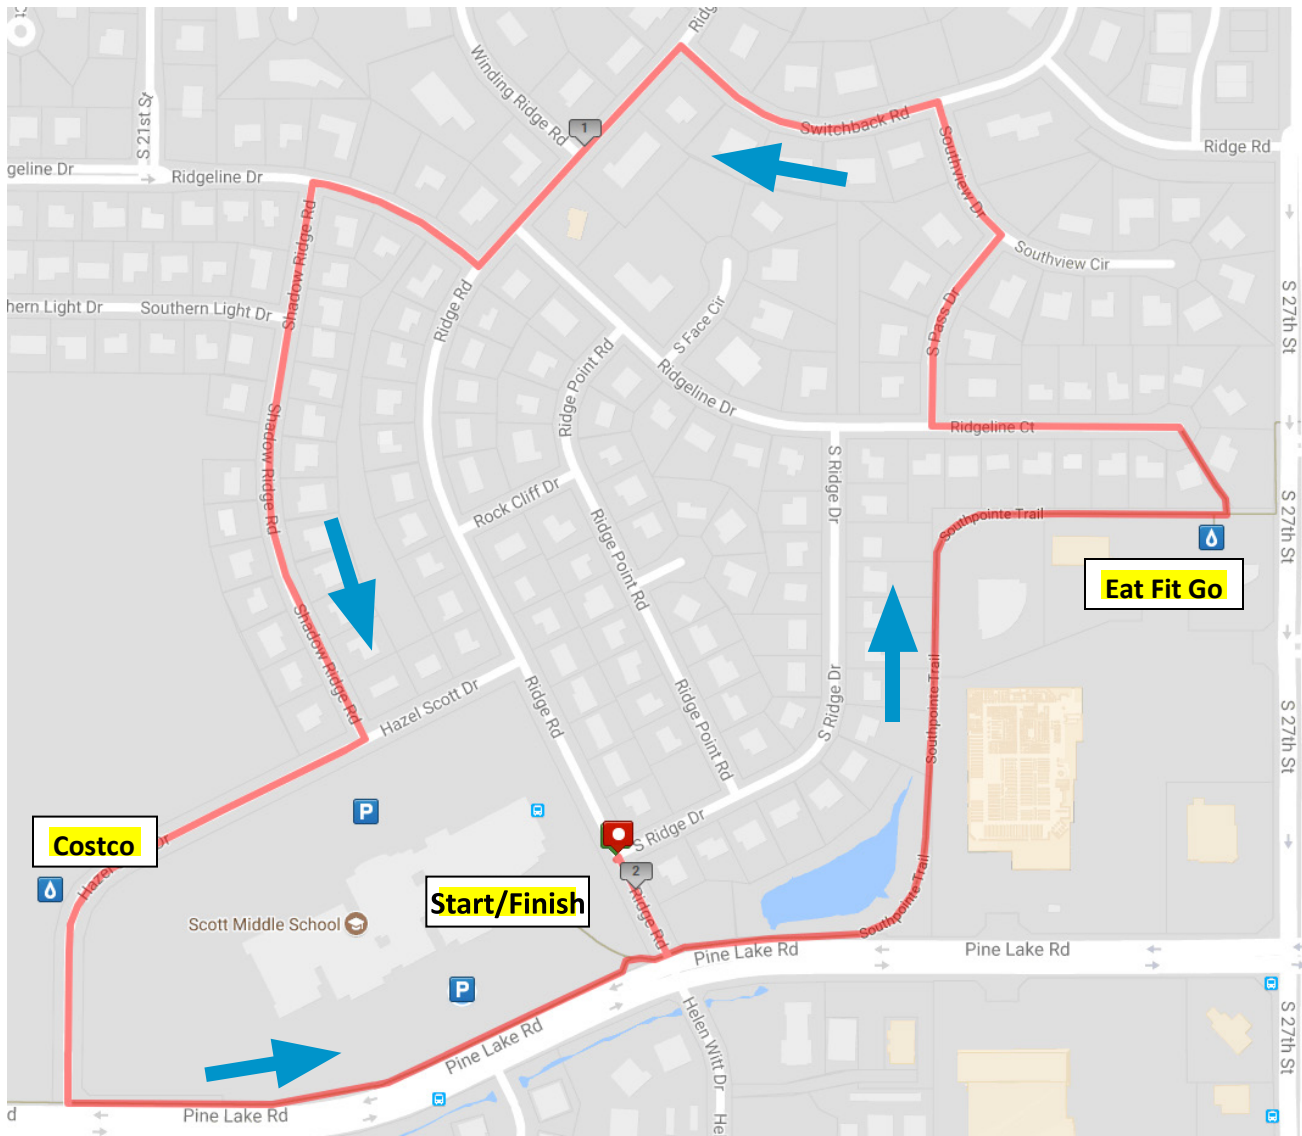 Ridg
Winding Ridge Rd
S 21st St
1
Switchback Rd
Ridge Rd
geline Dr
Ridgeline Dr
Southview Dr
Shadow Ridge Rd
Southview Cir
hern Light Dr
Southern Light Dr
Ridge Rd
S Face Cir
S Pass Dr
S 27th St
Ridge Point Rd
Ridgeline Dr
Ridgeline Ct
Shadow Ridge Rd
S Ridge Dr
Rock Cliff Dr
Ridge Point Rd
Southpointe Trail
S 27th St
Eat Fit Go
Shadow Ridge Rd
Hazel Scott Dr
Ridge Rd
Ridge Point Rd
S Ridge Dr
Southpointe Trail
S 27th St
P
Costco
S Ridge Dr
2
Start/Finish
Ridge Rd
Southpointe Trail
Scott Middle School
Pine Lake Rd
Pine Lake Rd
P
Helen Witt Dr
Pine Lake Rd
S 27th St
d
Pine Lake Rd
He